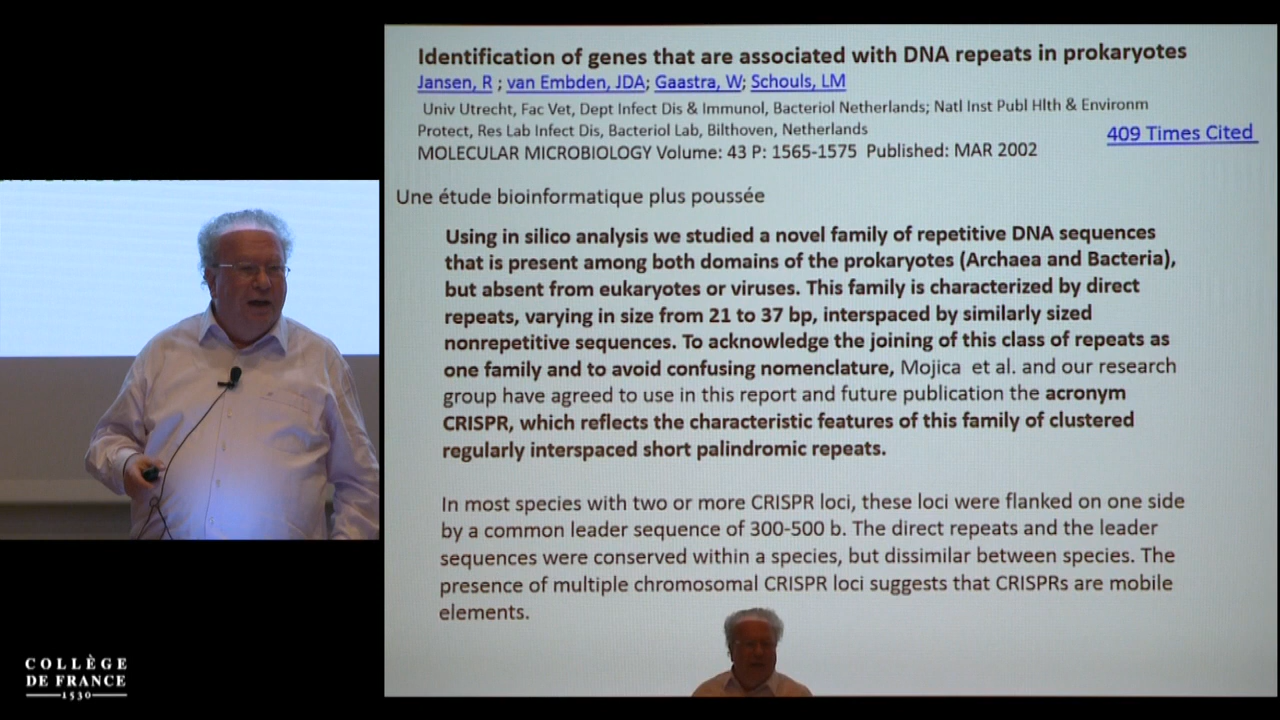 Identification of genes that are associated with DNA repeats in prokaryotes
Jansen, R ; van Embden, JDA; Gaastra, W; Schouls, LM
Univ Utrecht, Fac Vet, Dept Infect Dis & Immunol, Bacteriol Netherlands; Natl Inst Publ Hlth & Environm
Protect, Res Lab Infect Dis, Bacteriol Lab, Bilthoven, Netherlands
409 Times Cited
MOLECULAR MICROBIOLOGY Volume: 43 P: 1565-1575 Published: MAR 2002
Une étude bioinformatique plus poussée
Using in silico analysis we studied a novel family of repetitive DNA sequences
that is present among both domains of the prokaryotes (Archaea and Bacteria),
but absent from eukaryotes or viruses. This family is characterized by direct
repeats, varying in size from 21 to 37 bp, interspaced by similarly sized
nonrepetitive sequences. To acknowledge the joining of this class of repeats as
one family and to avoid confusing nomenclature, Mojica et al. and our research
group have agreed to use in this report and future publication the acronym
CRISPR, which reflects the characteristic features of this family of clustered
regularly interspaced short palindromic repeats.
In most species with two or more CRISPR loci, these loci were flanked on one side
by a common leader sequence of 300-500 b. The direct repeats and the leader
sequences were conserved within a species, but dissimilar between species. The
presence of multiple chromosomal CRISPR loci suggests that CRISPRs are mobile
elements.
COLLÈGE
DE FRANCE
1530